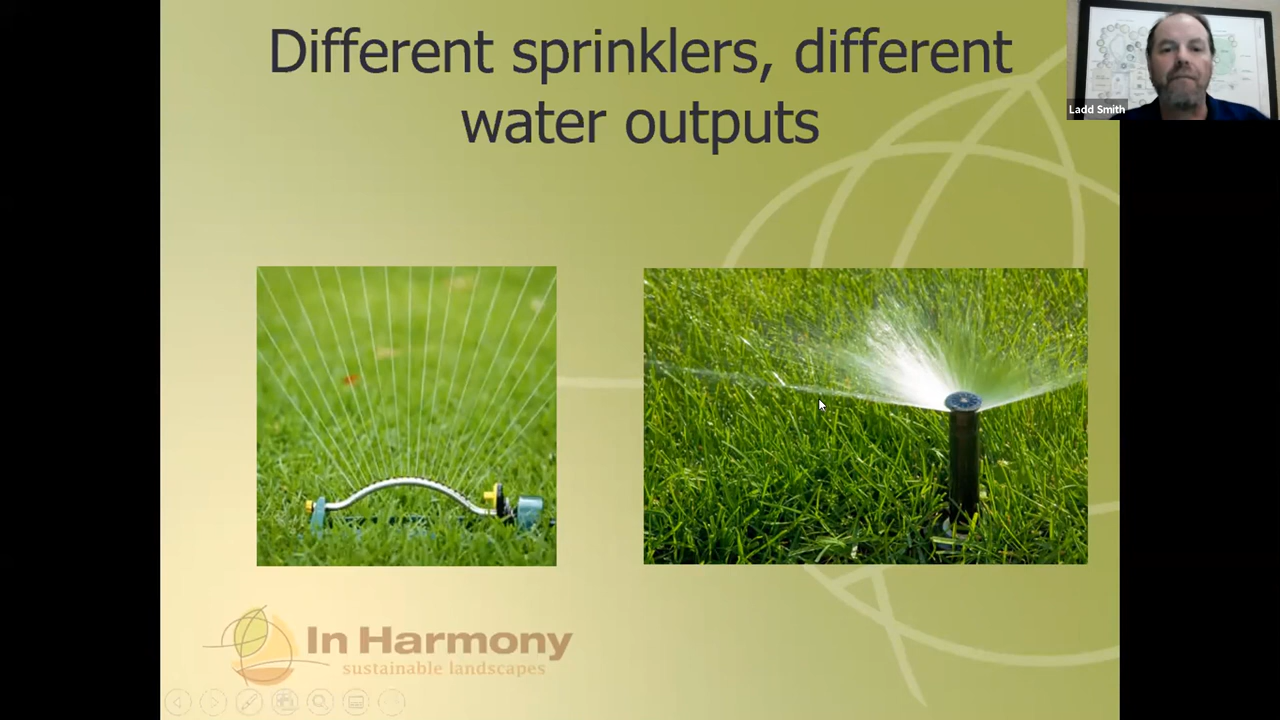 Different sprinklers, different
water outputs
Ladd Smith
In Harmony
sustainable landscapes